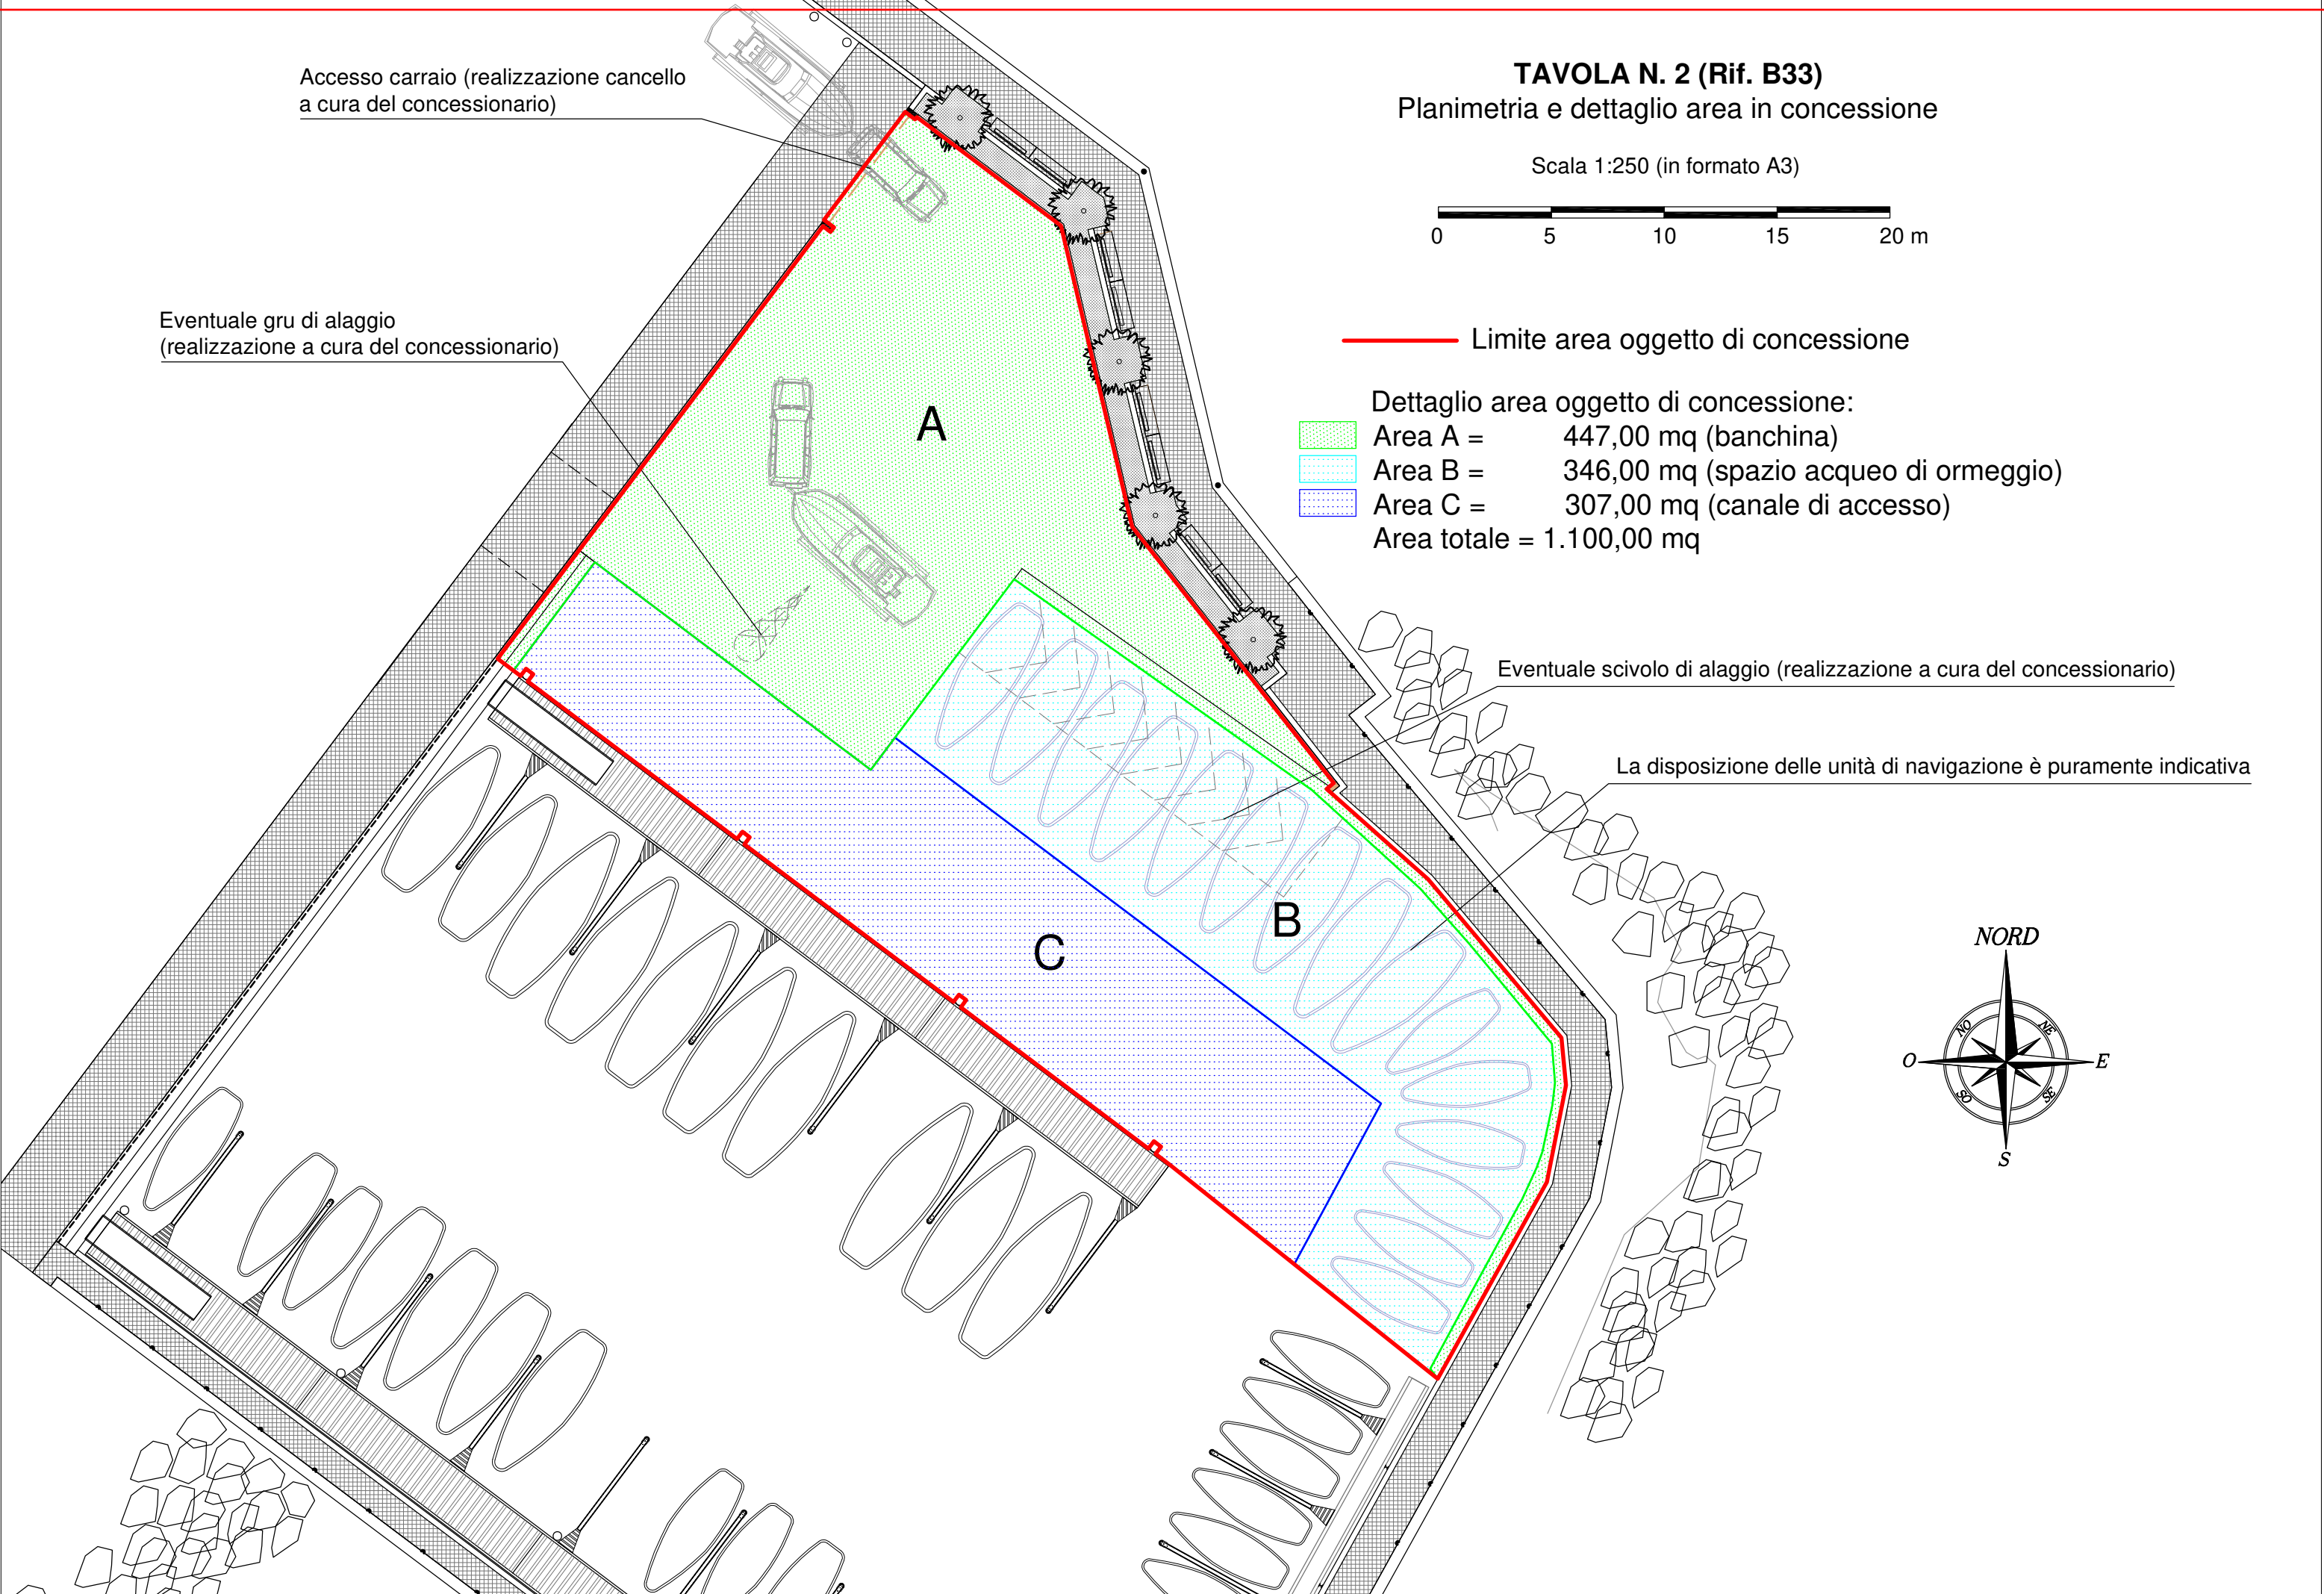 TAVOLA N. 2 (Rif. B33)
Planimetria e dettaglio area in concessione
Scala 1:250 (in formato A3)
0 5 10 15 20 m
Limite area oggetto di concessione
Dettaglio area oggetto di concessione:
Area A = 447,00 mq (banchina)
Area B = 346,00 mq (spazio acqueo di ormeggio)
Area C = 307,00 mq (canale di accesso)
Area totale = 1.100,00 mq
Accesso carraio (realizzazione cancello
a cura del concessionario)
Eventuale gru di alaggio
(realizzazione a cura del concessionario)
A
Eventuale scivolo di alaggio (realizzazione a cura del concessionario)
La disposizione delle unità di navigazione è puramente indicativa
B
C
NORD
NO NE
O E
SO SE
S